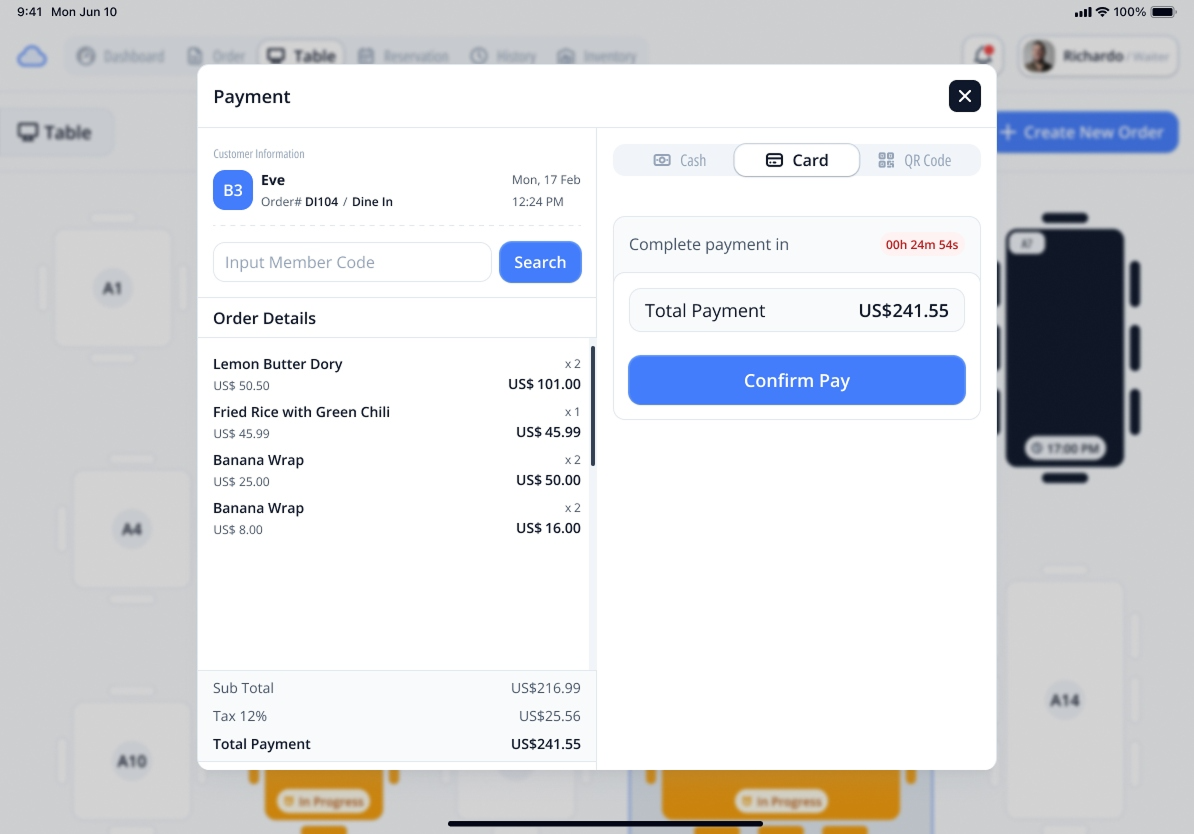 9:41 Mon Jun 10
100%
Dashboard
Order
Table
Reservation
History
Inventory
Richardo / Waiter
Table
+ Create New Order
Payment
Customer Information
B3
Eve
Mon, 17 Feb
Order# DI104 / Dine In
12:24 PM
Input Member Code
Search
Order Details
Lemon Butter Dory
x 2
US$ 50.50
US$ 101.00
Fried Rice with Green Chili
x 1
US$ 45.99
US$ 45.99
Banana Wrap
x 2
US$ 25.00
US$ 50.00
Banana Wrap
x 2
US$ 8.00
US$ 16.00
Sub Total
US$216.99
Tax 12%
US$25.56
Total Payment
US$241.55
Cash
Card
QR Code
Complete payment in
00h 24m 54s
Total Payment
US$241.55
Confirm Pay
A1
A4
A10
A7
17:00 PM
A14
In Progress
In Progress